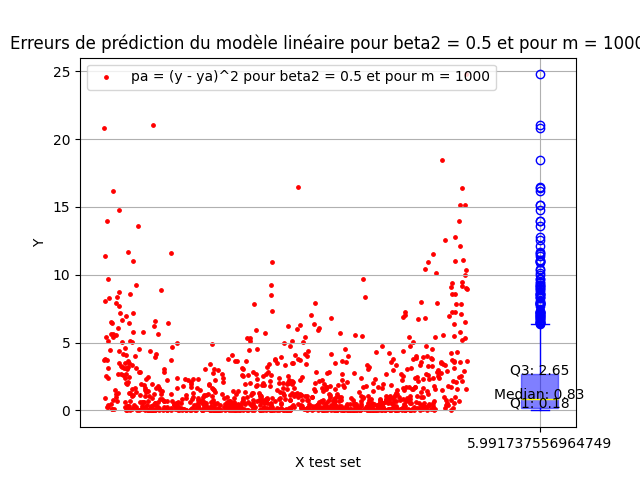 Erreurs de prédiction du modèle linéaire pour beta2 = 0.5 et pour m = 1000
pa = (y - ya)^2 pour beta2 = 0.5 et pour m = 1000
25
20
15
10
5
0
Y
Q3: 2.65
Median: 0.83
Q1: 0.18
5.991737556964749
X test set